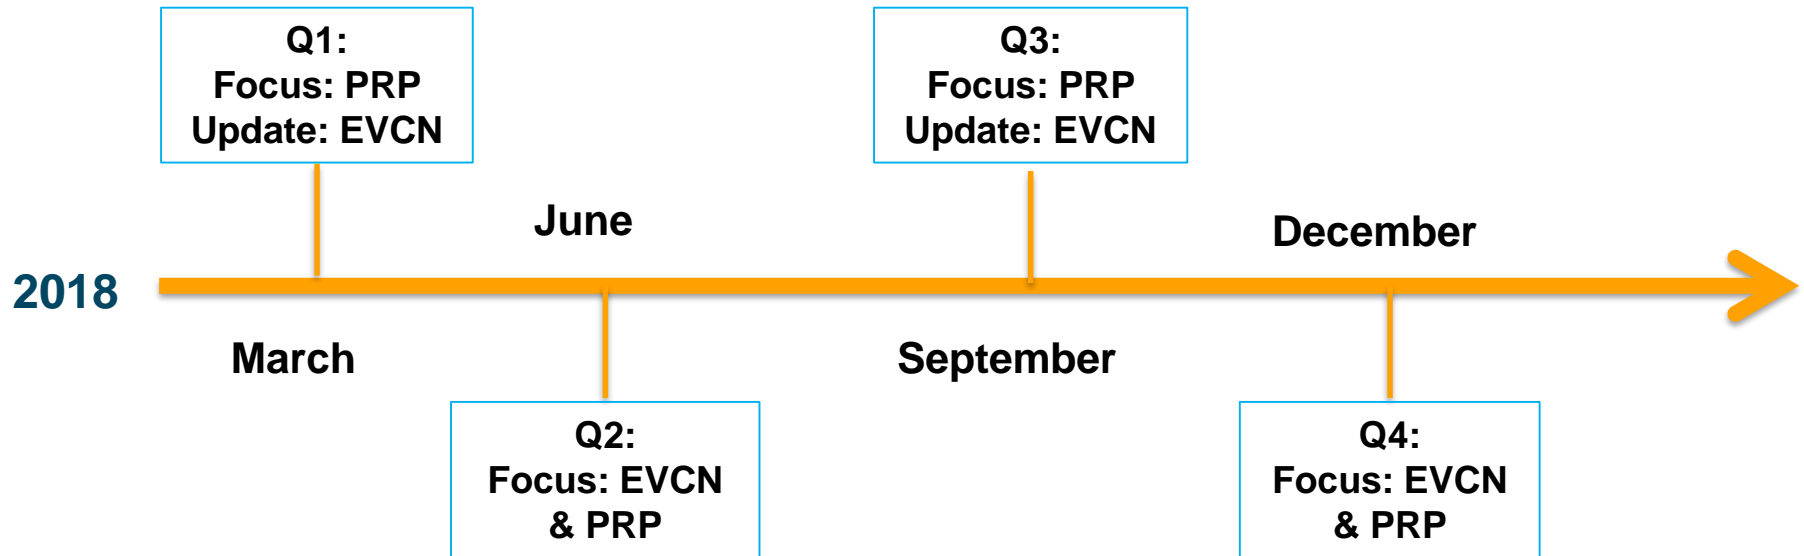 Q1:
Focus: PRP
Update: EVCN
Q3:
Focus: PRP
Update: EVCN
June
December
2018
March
September
Q2:
Focus: EVCN
& PRP
Q4:
Focus: EVCN
& PRP